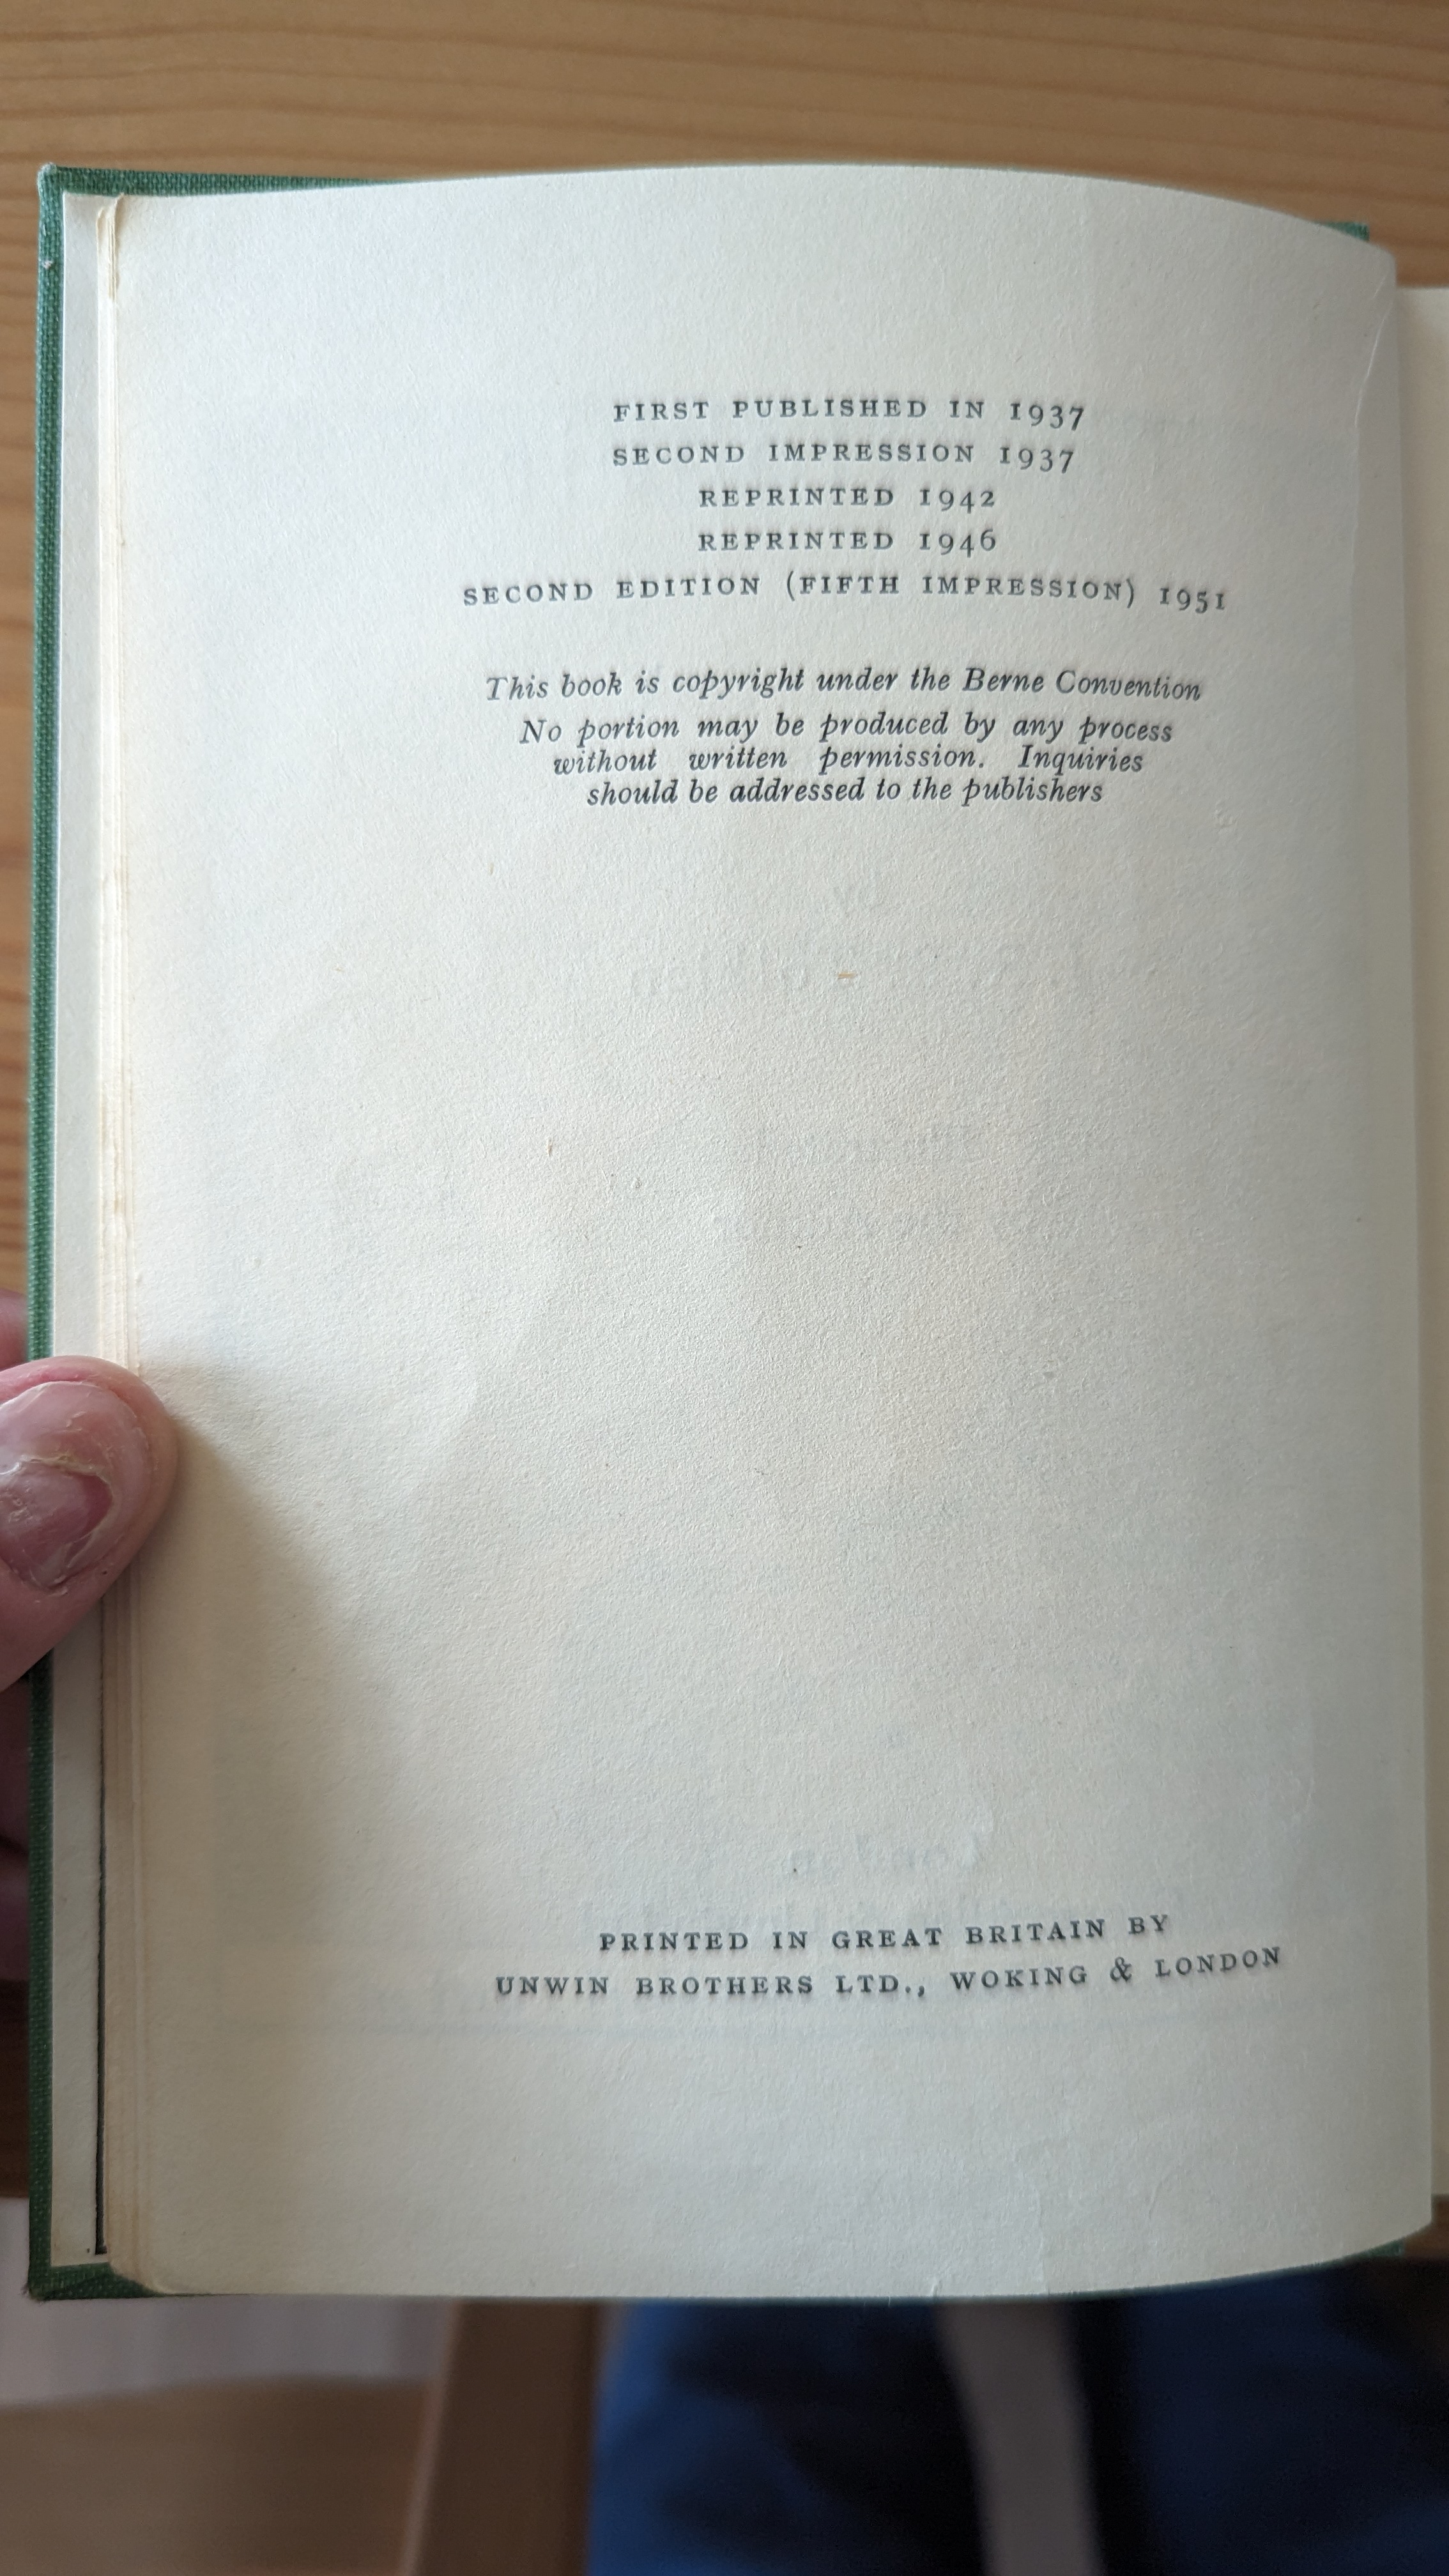 FIRST PUBLISHED IN 1937
SECOND IMPRESSION 1937
REPRINTED 1942
REPRINTED 1946
SECOND EDITION (FIFTH IMPRESSION) 1951
This book is copyright under the Berne Convention
No portion may be produced by any process
without written permission. Inquiries
should be addressed to the publishers
PRINTED IN GREAT BRITAIN BY
UNWIN BROTHERS LTD., WOKING & LONDON